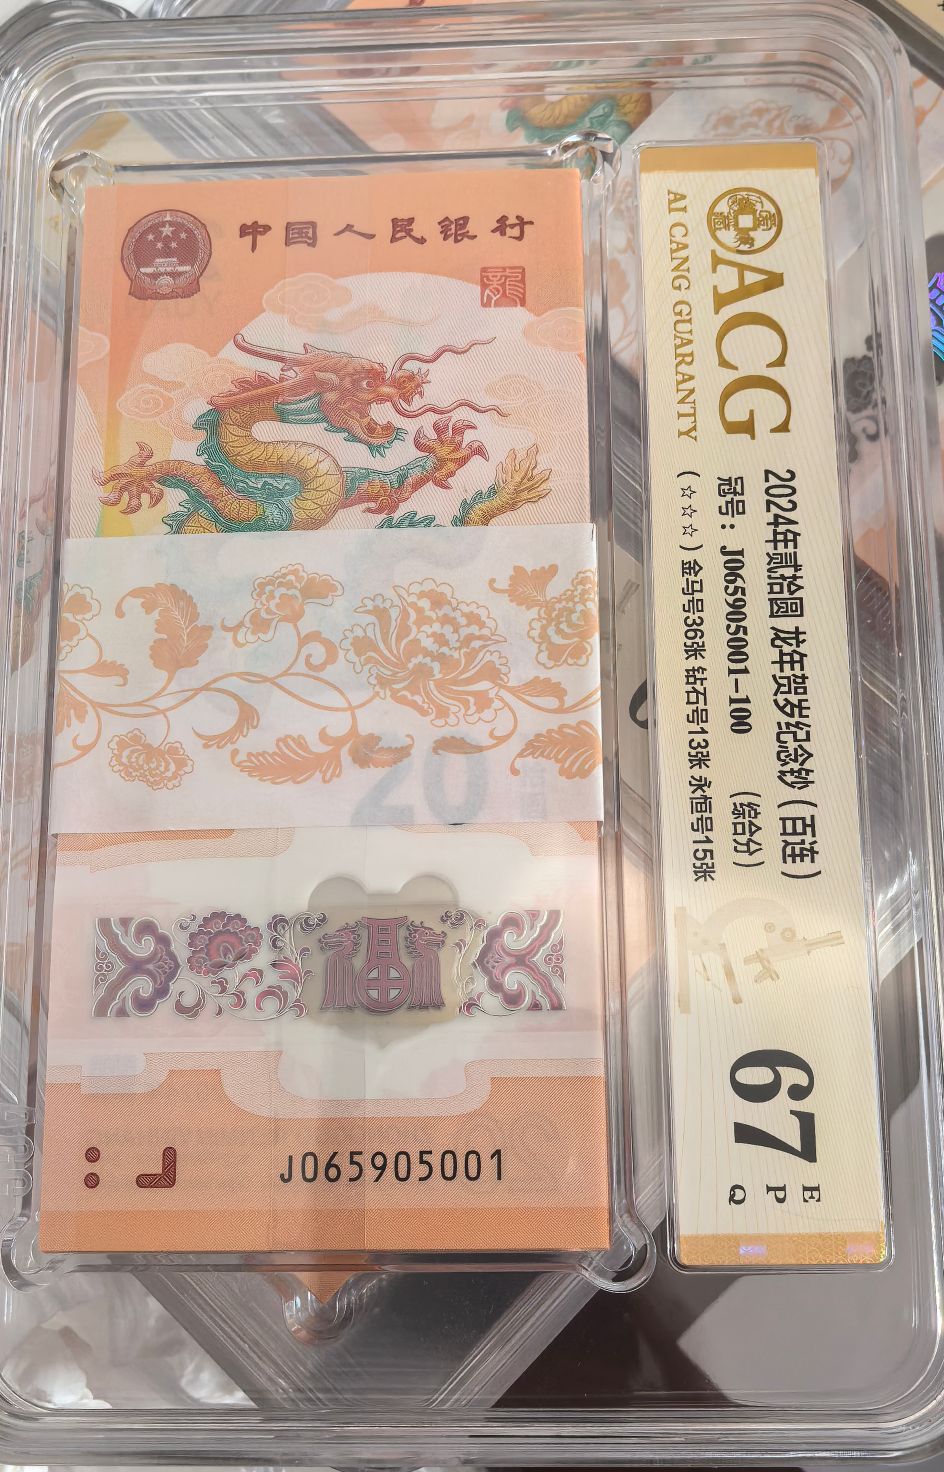 中国人民银行
龍
20
福
J065905001
ACG
AI CANG GUARANTY
2024年贰拾圆 龙年贺岁纪念钞（百连）
冠号：J065905001-100 （综合分）
（☆☆☆）金马号36张 钻石号13张 永恒号15张
67
E
P
Q